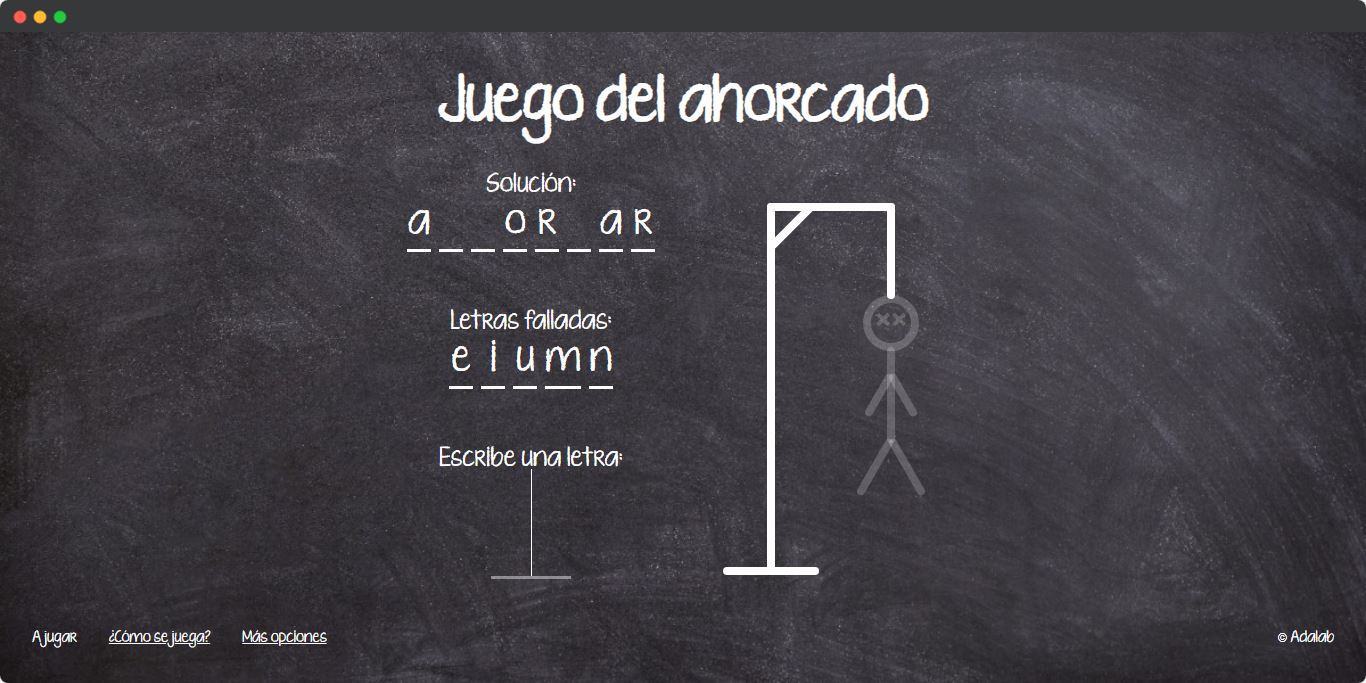 Juego del ahorcado
Solución:
a _ _ o r _ a r
Letras falladas:
e i u m n
Escribe una letra:
A jugar
¿Cómo se juega?
Más opciones
© Adalab